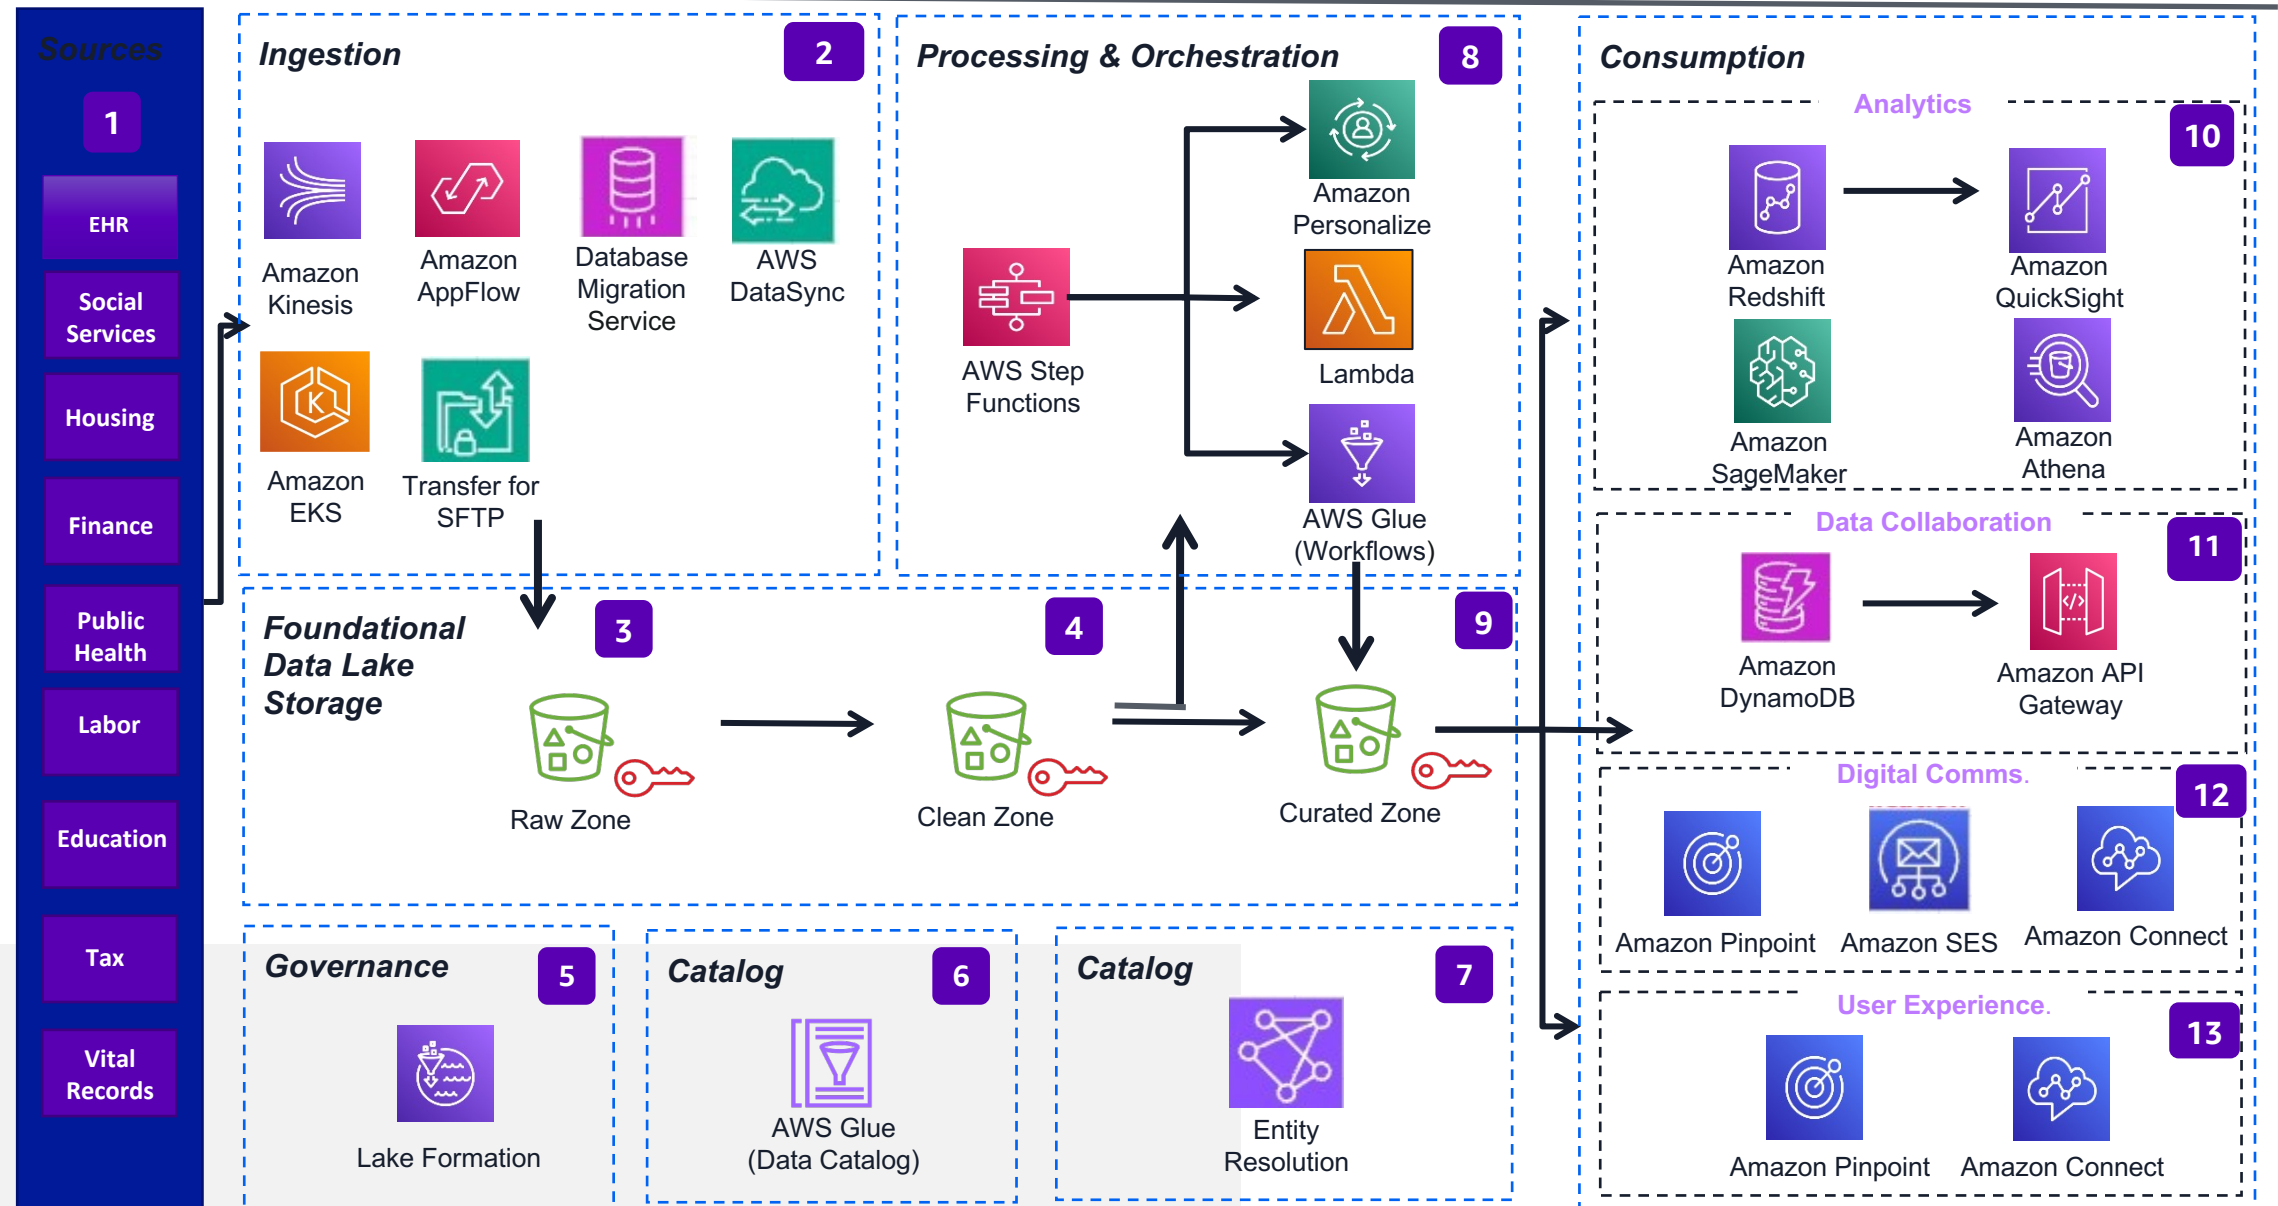 Sources
1
EHR
Social
Services
Housing
Finance
Public
Health
Labor
Education
Tax
Vital
Records
Ingestion
2
Amazon
Kinesis
Amazon
AppFlow
Database
Migration
Service
AWS
DataSync
Amazon
EKS
Transfer for
SFTP
Processing & Orchestration
8
AWS Step
Functions
Amazon
Personalize
Lambda
AWS Glue
(Workflows)
Foundational
Data Lake
Storage
3
4
9
Raw Zone
Clean Zone
Curated Zone
Governance
5
Lake Formation
Catalog
6
AWS Glue
(Data Catalog)
Catalog
7
Entity
Resolution
Consumption
Analytics
10
Amazon
Redshift
Amazon
QuickSight
Amazon
SageMaker
Amazon
Athena
Data Collaboration
11
Amazon
DynamoDB
</>
Amazon API
Gateway
Digital Comms.
12
Amazon Pinpoint
Amazon SES
Amazon Connect
User Experience.
13
Amazon Pinpoint
Amazon Connect